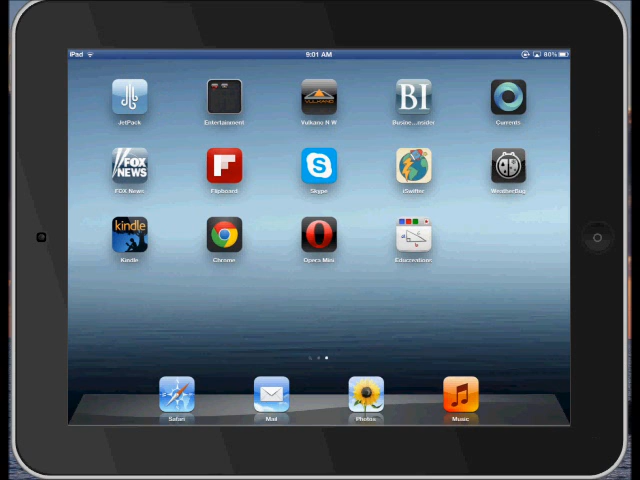 iPad 9:01 AM 80%
JetPack Entertainment Vulkano N W Busine...nsider Currents
BI
FOX
NEWS
FOX News Flipboard Skype iSwifter WeatherBug
kindle
Kindle Chrome Opera Mini Educreations
Safari Mail Photos Music